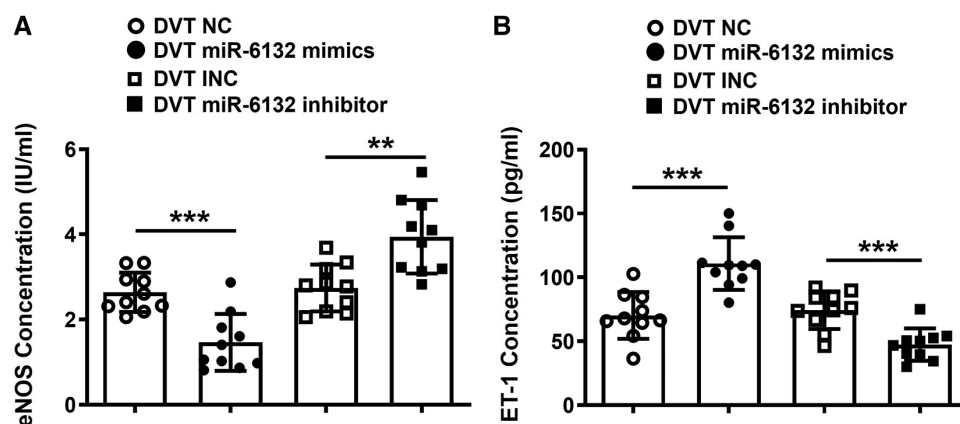 A
DVT NC
DVT miR-6132 mimics
DVT INC
DVT miR-6132 inhibitor
eNOS Concentration (IU/ml)
6
4
2
0
***
**
B
DVT NC
DVT miR-6132 mimics
DVT INC
DVT miR-6132 inhibitor
ET-1 Concentration (pg/ml)
200
150
100
50
0
***
***